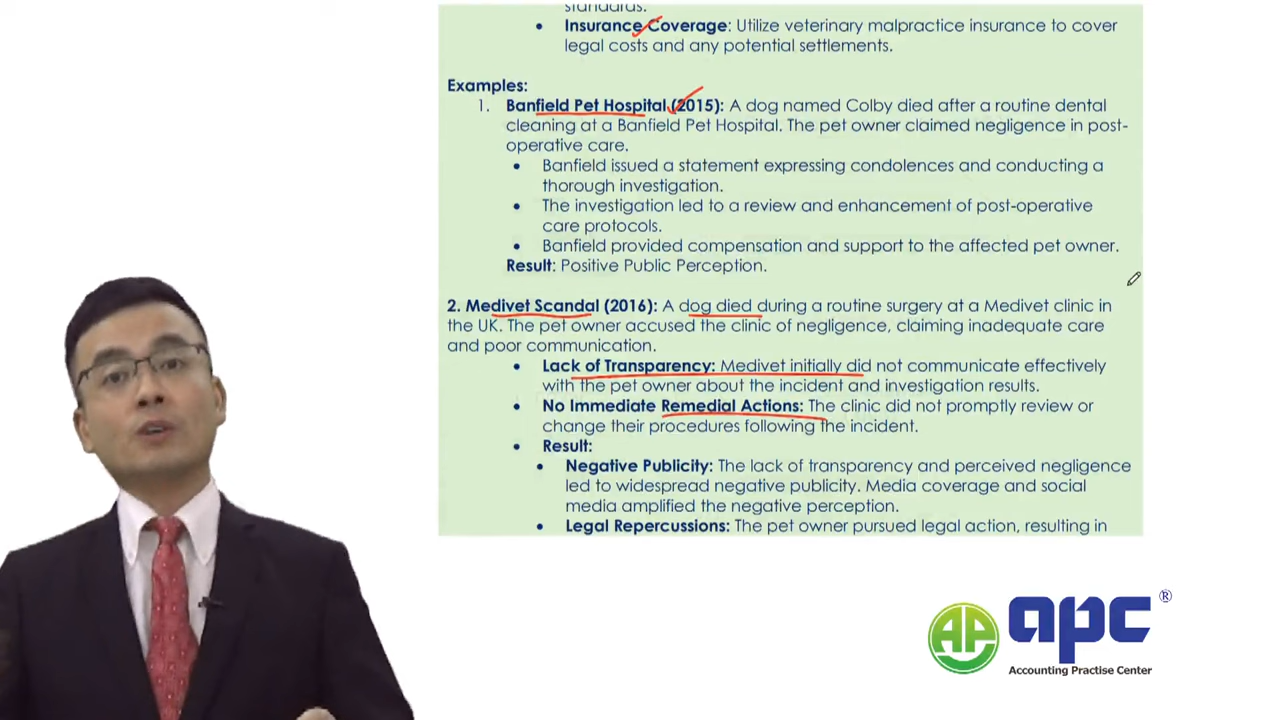 standards.
• Insurance Coverage: Utilize veterinary malpractice insurance to cover
legal costs and any potential settlements.
Examples:
1. Banfield Pet Hospital (2015): A dog named Colby died after a routine dental
cleaning at a Banfield Pet Hospital. The pet owner claimed negligence in post-
operative care.
• Banfield issued a statement expressing condolences and conducting a
thorough investigation.
• The investigation led to a review and enhancement of post-operative
care protocols.
• Banfield provided compensation and support to the affected pet owner.
Result: Positive Public Perception.
2. Medivet Scandal (2016): A dog died during a routine surgery at a Medivet clinic in
the UK. The pet owner accused the clinic of negligence, claiming inadequate care
and poor communication.
• Lack of Transparency: Medivet initially did not communicate effectively
with the pet owner about the incident and investigation results.
• No Immediate Remedial Actions: The clinic did not promptly review or
change their procedures following the incident.
• Result:
• Negative Publicity: The lack of transparency and perceived negligence
led to widespread negative publicity. Media coverage and social
media amplified the negative perception.
• Legal Repercussions: The pet owner pursued legal action, resulting in
AP apc ®
Accounting Practise Center